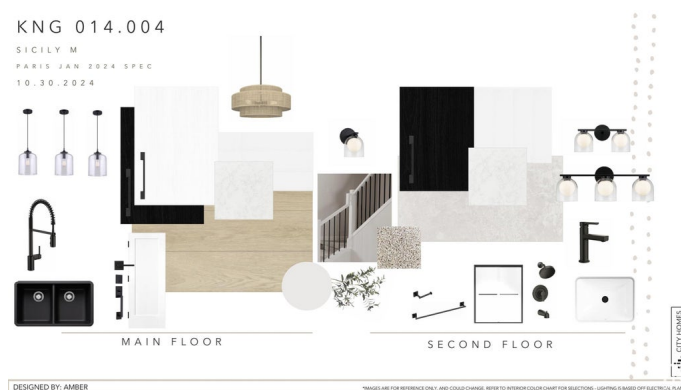 KNG 014.004
SICILY M
PARIS JAN 2024 SPEC
10.30.2024
MAIN FLOOR
SECOND FLOOR
CITY HOMES
DESIGNED BY: AMBER
*IMAGES ARE FOR REFERENCE ONLY, AND COULD CHANGE. REFER TO INTERIOR COLOR CHART FOR SELECTIONS - LIGHTING IS BASED OFF ELECTRICAL PLA